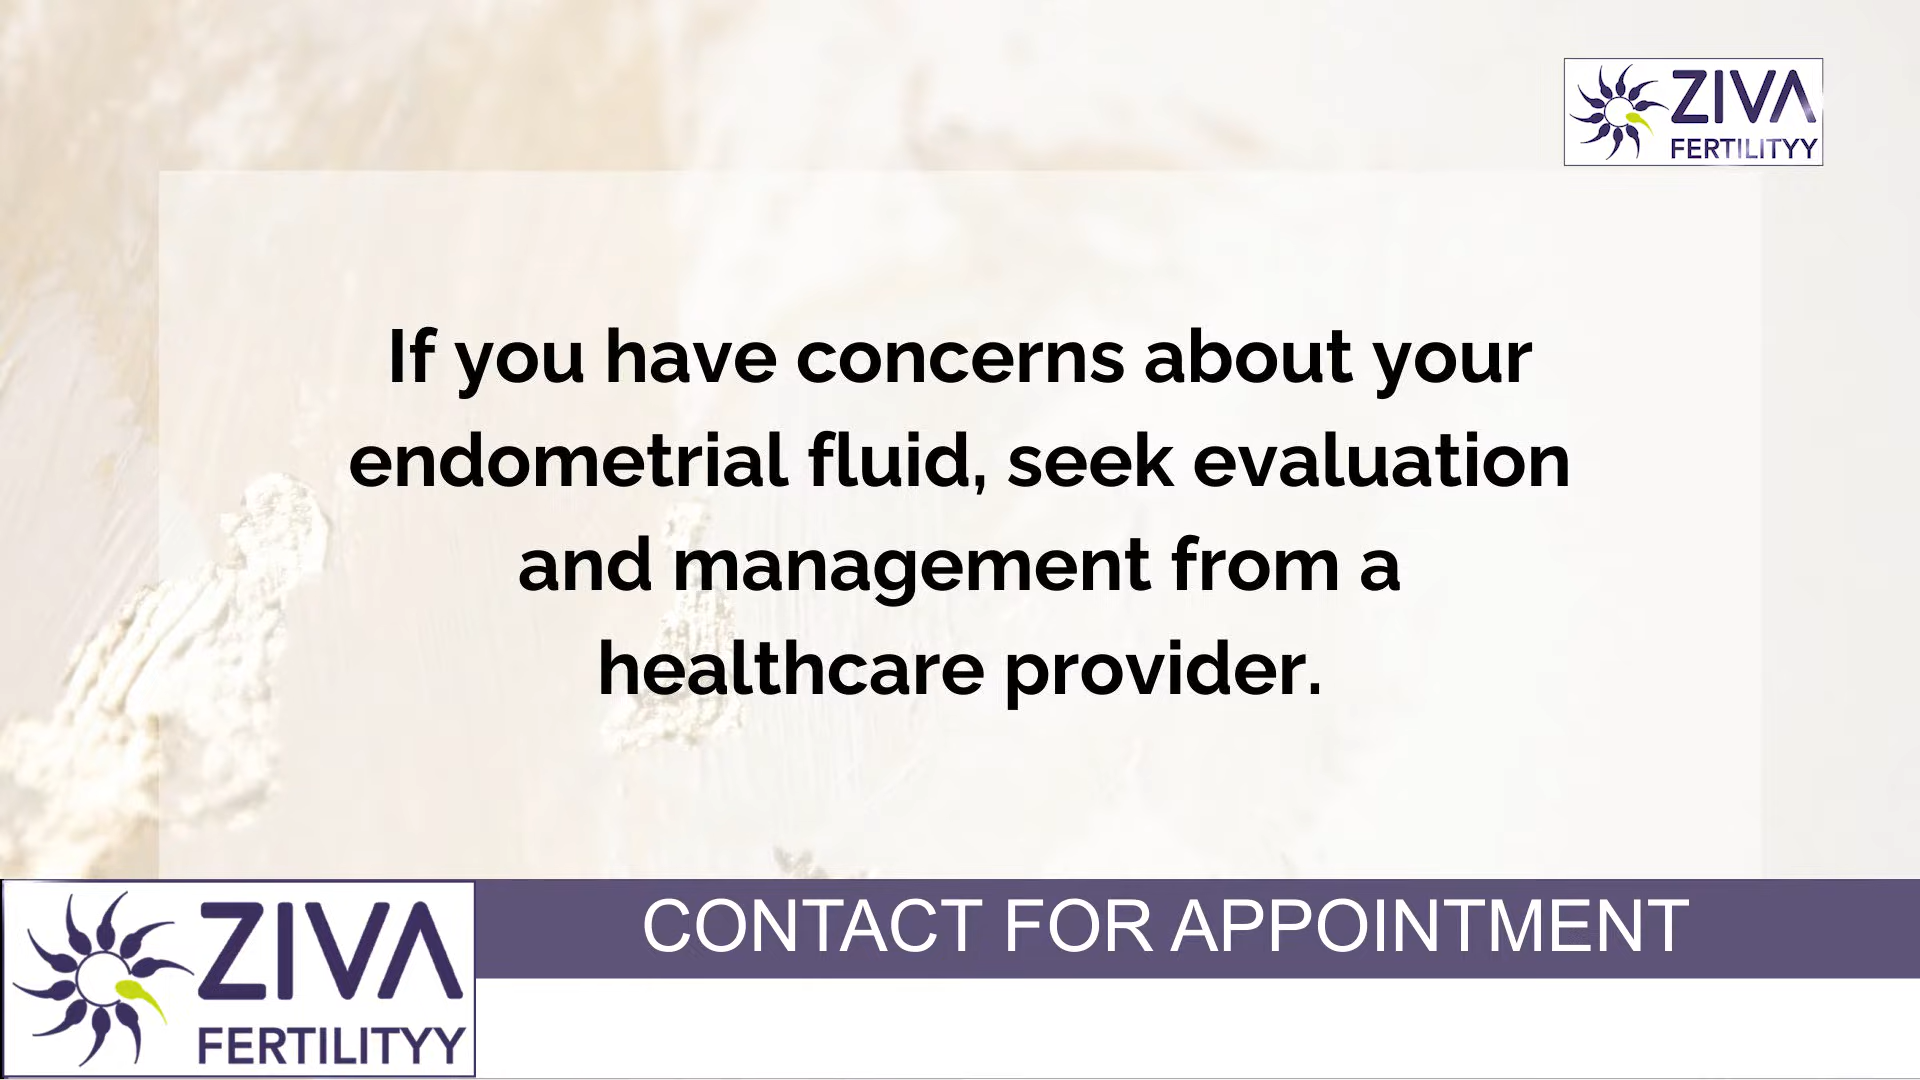 ZIVA
FERTILITYY
If you have concerns about your
endometrial fluid, seek evaluation
and management from a
healthcare provider.
CONTACT FOR APPOINTMENT
ZIVA
FERTILITYY